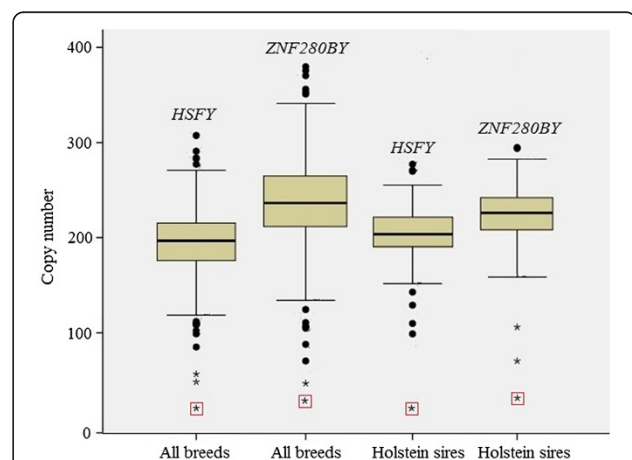 400
ZNF280BY
HSFY
300
HSFY
ZNF280BY
Copy number
200
100
0
All breeds All breeds Holstein sires Holstein sires